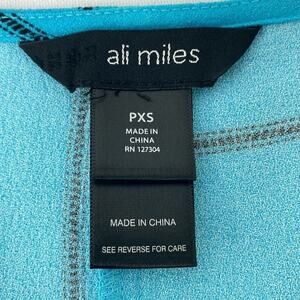 ali miles
PXS
MADE IN
CHINA
RN 127304
MADE IN CHINA
SEE REVERSE FOR CARE